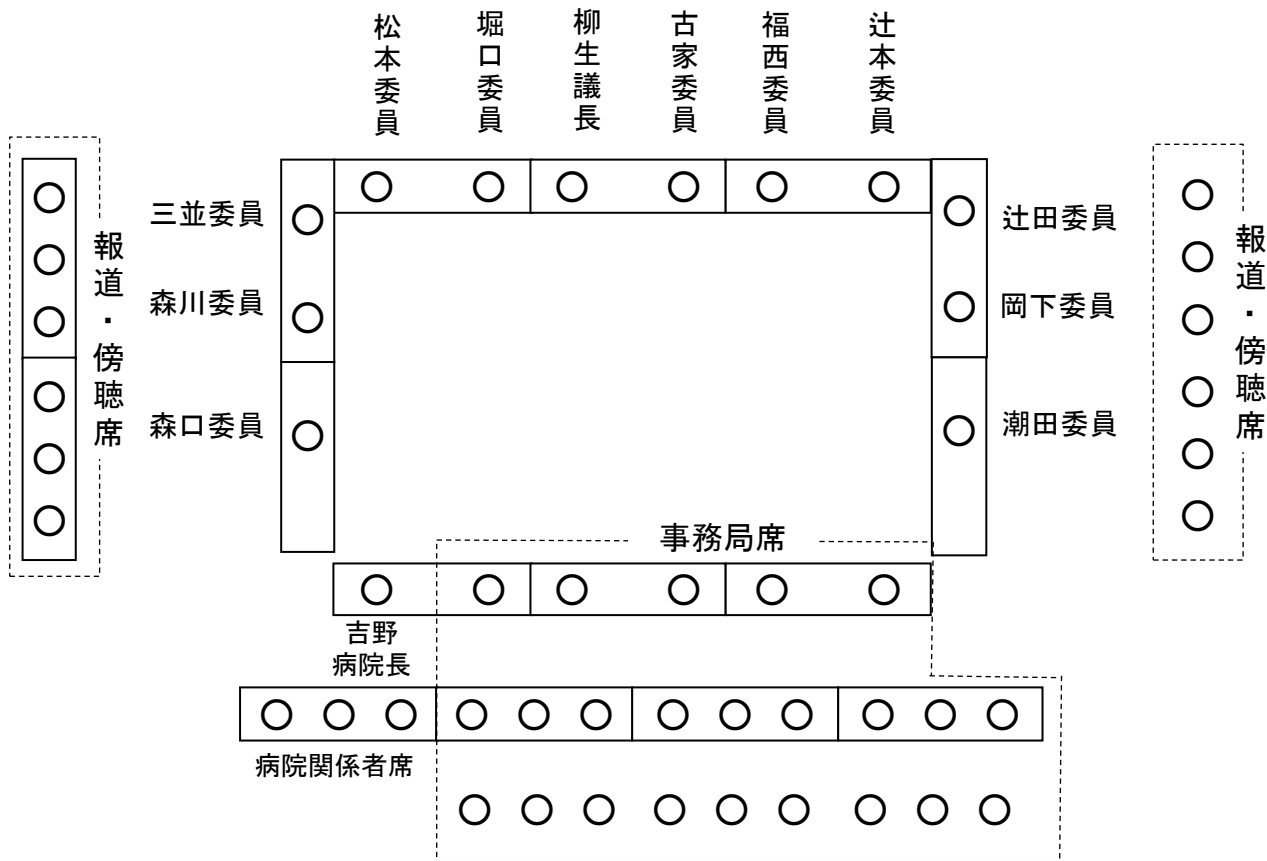 松本委員
堀口委員
柳生議長
古家委員
福西委員
辻本委員
三並委員
森川委員
森口委員
辻田委員
岡下委員
潮田委員
報道・傍聴席
報道・傍聴席
事務局席
吉野
病院長
病院関係者席